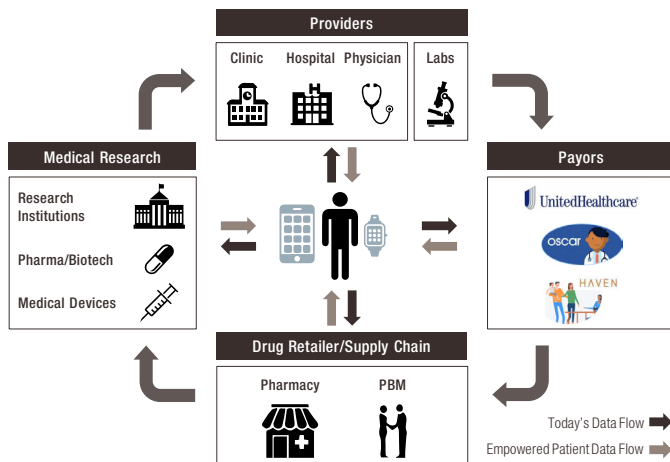 Providers
Clinic
Hospital
Physician
Labs
H
Medical Research
Research
Institutions
Pharma/Biotech
Medical Devices
Payors
UnitedHealthcare®
oscar
HAVEN
Drug Retailer/Supply Chain
Pharmacy
PBM
Today's Data Flow
Empowered Patient Data Flow